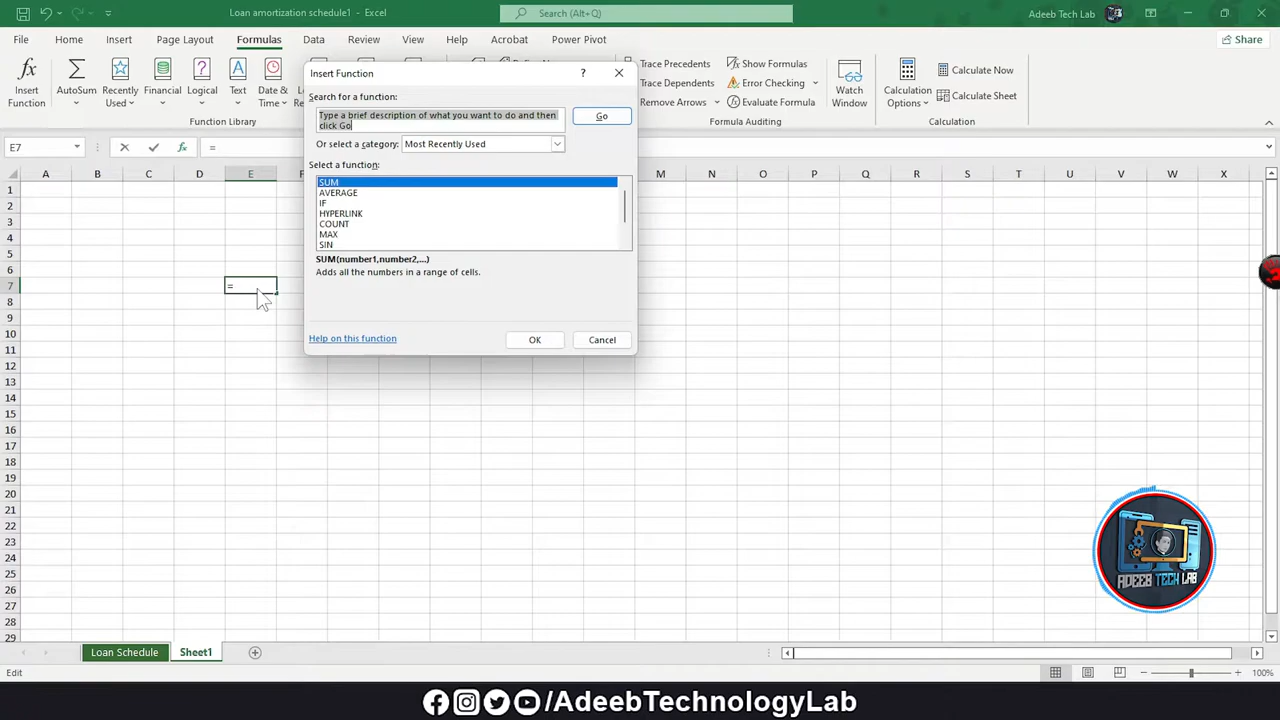 Loan amortization schedule1 - Excel
Search (Alt+Q)
Adeeb Tech Lab
File Home Insert Page Layout Formulas Data Review View Help Acrobat Power Pivot
Share
Insert Function
AutoSum
Recently Used
Financial
Logical
Text
Date & Time
Function Library
Trace Precedents
Trace Dependents
Remove Arrows
Show Formulas
Error Checking
Evaluate Formula
Formula Auditing
Watch Window
Calculation Options
Calculate Now
Calculate Sheet
Calculation
E7
fx
=
Insert Function
?
Search for a function:
Type a brief description of what you want to do and then
click Go
Go
Or select a category: Most Recently Used
Select a function:
SUM
AVERAGE
IF
HYPERLINK
COUNT
MAX
SIN
SUM(number1,number2,...)
Adds all the numbers in a range of cells.
Help on this function
OK
Cancel
A B C D E F M N O P Q R S T U V W X
1
2
3
4
5
6
7 =
8
9
10
11
12
13
14
15
16
17
18
19
20
21
22
23
24
25
26
27
28
29
ADEEB TECH LAB
Loan Schedule Sheet1
Edit
100%
/AdeebTechnologyLab